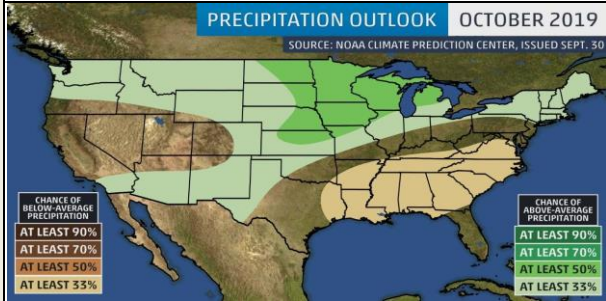 PRECIPITATION OUTLOOK OCTOBER 2019
SOURCE: NOAA CLIMATE PREDICTION CENTER, ISSUED SEPT. 30
CHANCE OF
BELOW-AVERAGE
PRECIPITATION
AT LEAST 90%
AT LEAST 70%
AT LEAST 50%
AT LEAST 33%
CHANCE OF
ABOVE-AVERAGE
PRECIPITATION
AT LEAST 90%
AT LEAST 70%
AT LEAST 50%
AT LEAST 33%